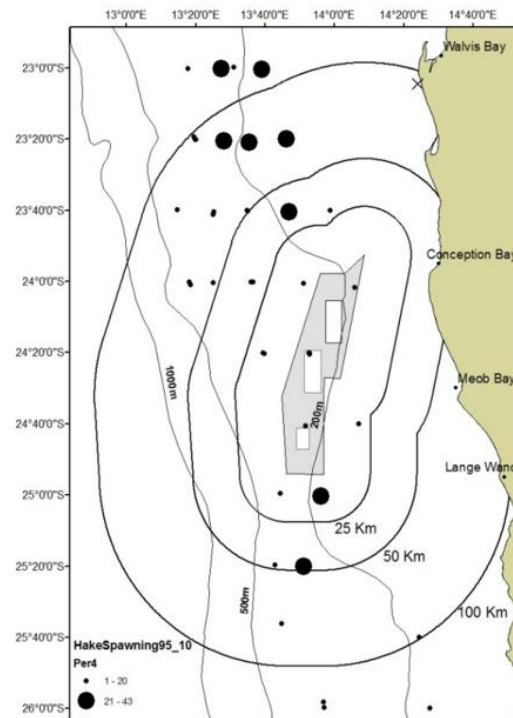 13°0'0"E 13°20'0"E 13°40'0"E 14°0'0"E 14°20'0"E 14°40'0"E
Walvis Bay
23°0'0"S
23°20'0"S
23°40'0"S
Conception Bay
24°0'0"S
24°20'0"S
1000m
Meob Bay
200m
24°40'0"S
Lange Wand
25°0'0"S
25 Km
50 Km
25°20'0"S
500m
100 Km
25°40'0"S
HakeSpawning95_10
Per4
1 - 20
21 - 43
26°0'0"S